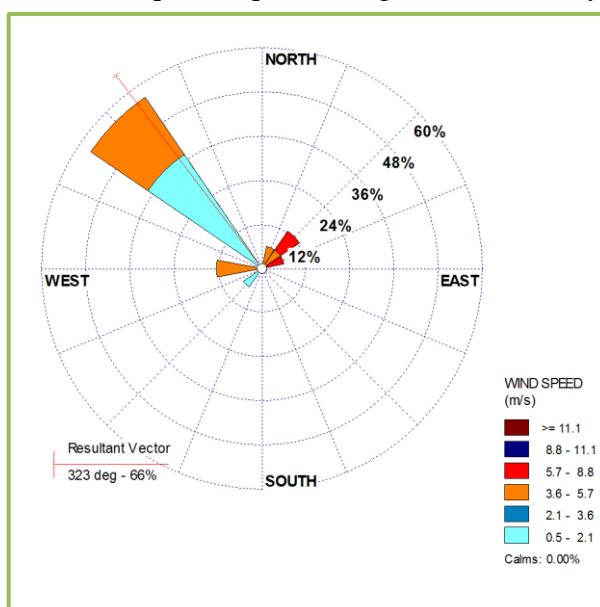 NORTH
60%
48%
36%
24%
12%
WEST
EAST
WIND SPEED
(m/s)
>= 11.1
8.8 - 11.1
5.7 - 8.8
3.6 - 5.7
2.1 - 3.6
0.5 - 2.1
Calms: 0.00%
Resultant Vector
323 deg - 66%
SOUTH